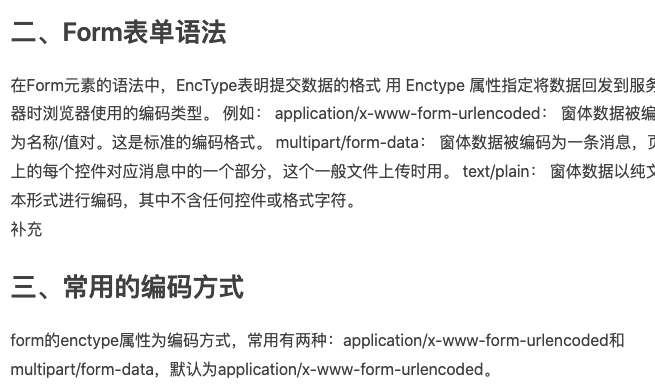 二、Form表单语法
在Form元素的语法中，EncType表明提交数据的格式 用 Enctype 属性指定将数据回发到服务
器时浏览器使用的编码类型。 例如： application/x-www-form-urlencoded： 窗体数据被编
为名称/值对。这是标准的编码格式。 multipart/form-data： 窗体数据被编码为一条消息，页
上的每个控件对应消息中的一个部分，这个一般文件上传时用。 text/plain： 窗体数据以纯文
本形式进行编码，其中不含任何控件或格式字符。
补充
三、常用的编码方式
form的enctype属性为编码方式，常用有两种：application/x-www-form-urlencoded和
multipart/form-data，默认为application/x-www-form-urlencoded。